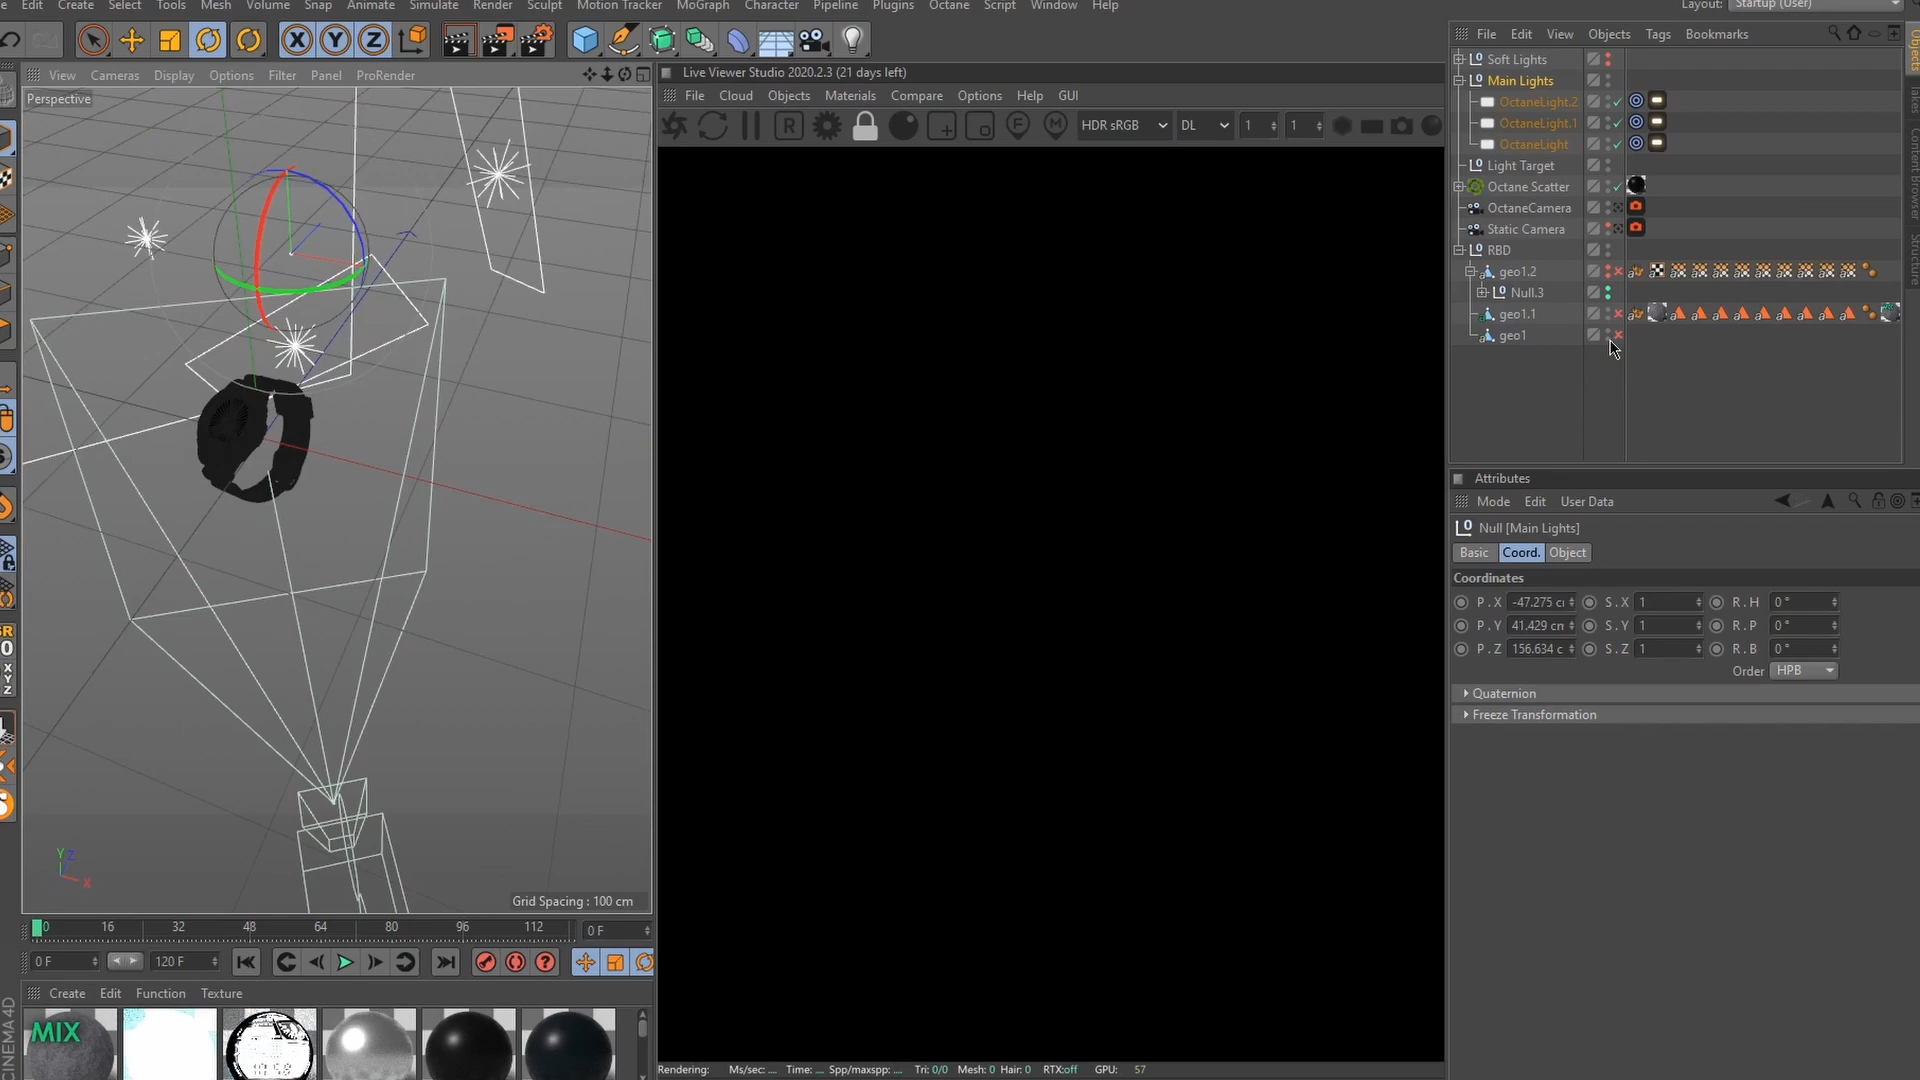 Edit Create Select Tools Mesh Volume Snap Animate Simulate Render Sculpt Motion Tracker MoGraph Character Pipeline Plugins Octane Script Window Help
Layout: Startup (User)
X Y Z
View Cameras Display Options Filter Panel ProRender
Perspective
Grid Spacing : 100 cm
Y Z X
0 16 32 48 64 80 96 112 0 F
0 F 120 F
Create Edit Function Texture
MIX
CINEMA4D
Live Viewer Studio 2020.2.3 (21 days left)
File Cloud Objects Materials Compare Options Help GUI
R F M HDR sRGB DL 1 1
Rendering: Ms/sec: .... Time: ... Spp/maxspp: .... Tri: 0/0 Mesh: 0 Hair: 0 RTX:off GPU: 57
File Edit View Objects Tags Bookmarks
Soft Lights
Main Lights
OctaneLight.2
OctaneLight.1
OctaneLight
Light Target
Octane Scatter
OctaneCamera
Static Camera
RBD
geo1.2
Null.3
geo1.1
geo1
Objects
Takes
Content Browser
Structure
Attributes
Mode Edit User Data
Null [Main Lights]
Basic Coord. Object
Coordinates
P . X -47.275 S . X 1 R . H 0 °
P . Y 41.429 S . Y 1 R . P 0 °
P . Z 156.634 c S . Z 1 R . B 0 °
Order HPB
Quaternion
Freeze Transformation